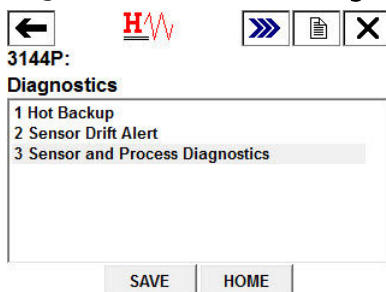 H
3144P:
Diagnostics
1 Hot Backup
2 Sensor Drift Alert
3 Sensor and Process Diagnostics
SAVE HOME